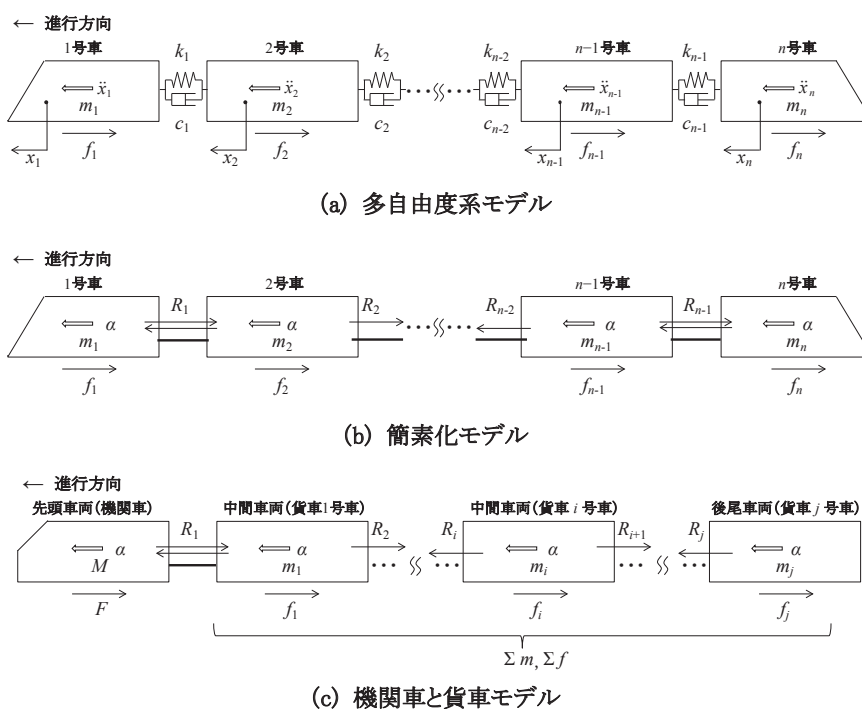 ← 進行方向
1号車 2号車 n−1号車 n号車
k1 k2 kn-2 kn-1
ẍ1 ẍ2 ẍn-1 ẍn
m1 m2 mn-1 mn
c1 c2 cn-2 cn-1
x1 f1 x2 f2 xn-1 fn-1 xn fn
(a) 多自由度系モデル
← 進行方向
1号車 2号車 n−1号車 n号車
R1 R2 Rn-2 Rn-1
α α α α
m1 m2 mn-1 mn
f1 f2 fn-1 fn
(b) 簡素化モデル
← 進行方向
先頭車両(機関車) 中間車両(貨車1号車) 中間車両(貨車 i 号車) 後尾車両(貨車 j 号車)
R1 R2 Ri Ri+1 Rj
α α α α
M m1 mi mj
F f1 fi fj
Σ m, Σ f
(c) 機関車と貨車モデル